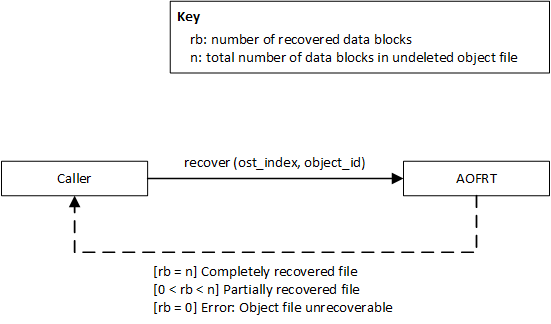 Key
rb: number of recovered data blocks
n: total number of data blocks in undeleted object file
recover (ost_index, object_id)
Caller
AOFRT
[rb = n] Completely recovered file
[0 < rb < n] Partially recovered file
[rb = 0] Error: Object file unrecoverable